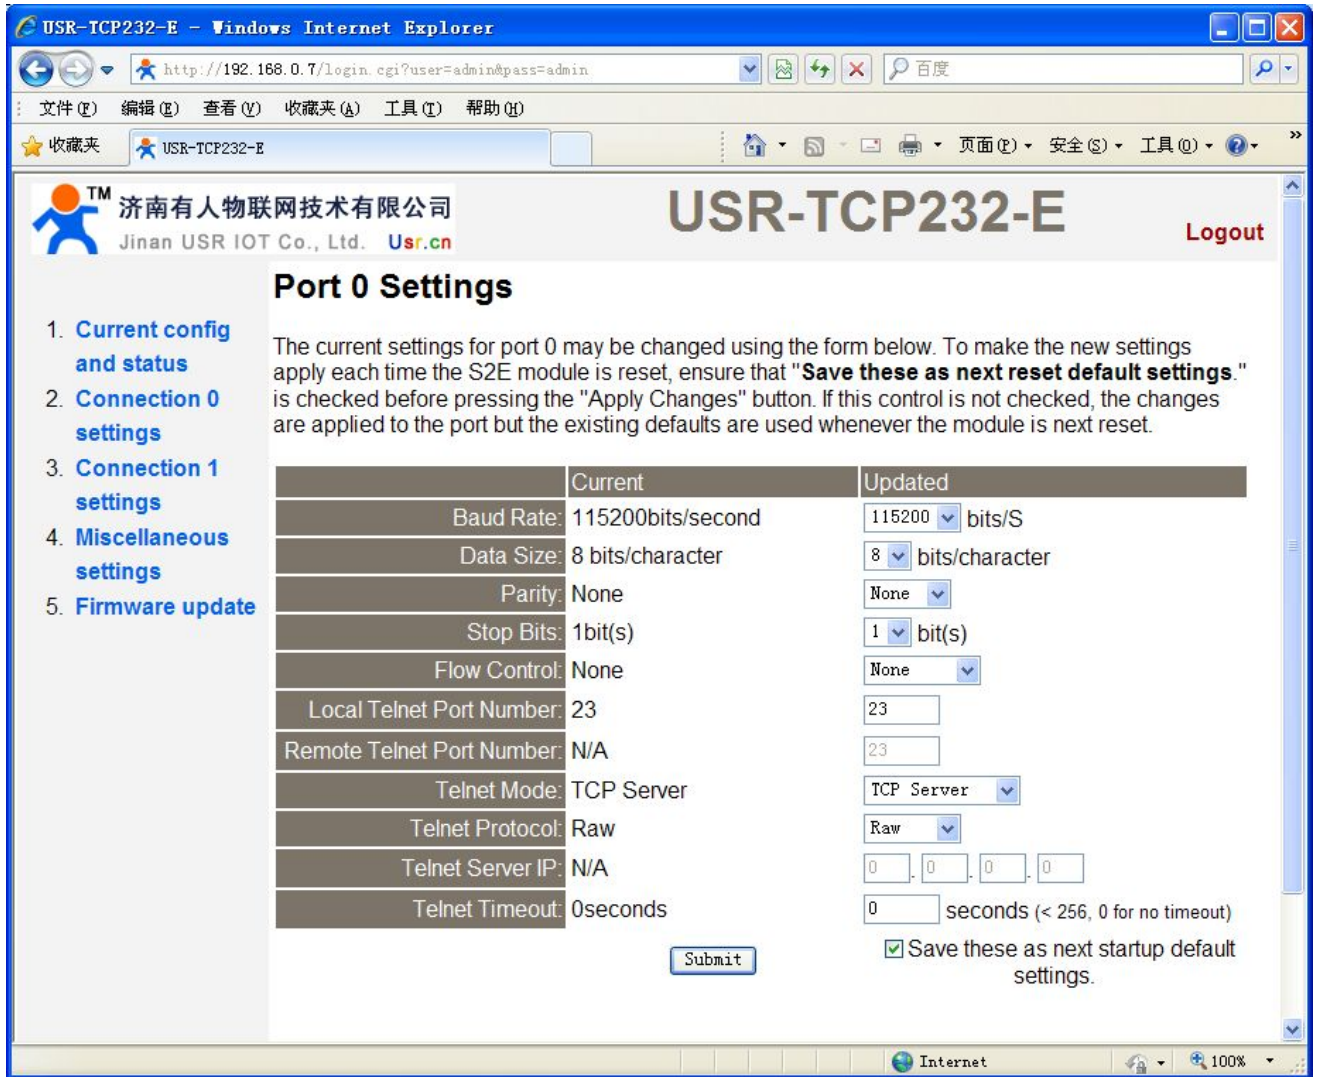 USR-TCP232-E - Windows Internet Explorer
http://192.168.0.7/login.cgi?user=admin&pass=admin
百度
文件(F) 编辑(E) 查看(V) 收藏夹(A) 工具(T) 帮助(H)
收藏夹 USR-TCP232-E 页面(P) 安全(S) 工具(O) »
TM 济南有人物联网技术有限公司
Jinan USR IOT Co., Ltd. Usr.cn
USR-TCP232-E
Logout
1. Current config
and status
2. Connection 0
settings
3. Connection 1
settings
4. Miscellaneous
settings
5. Firmware update
Port 0 Settings
The current settings for port 0 may be changed using the form below. To make the new settings
apply each time the S2E module is reset, ensure that "Save these as next reset default settings."
is checked before pressing the "Apply Changes" button. If this control is not checked, the changes
are applied to the port but the existing defaults are used whenever the module is next reset.
Current Updated
Baud Rate: 115200bits/second 115200 bits/S
Data Size: 8 bits/character 8 bits/character
Parity: None None
Stop Bits: 1bit(s) 1 bit(s)
Flow Control: None None
Local Telnet Port Number: 23 23
Remote Telnet Port Number: N/A 23
Telnet Mode: TCP Server TCP Server
Telnet Protocol: Raw Raw
Telnet Server IP: N/A 0 . 0 . 0 . 0
Telnet Timeout: 0seconds 0 seconds (< 256, 0 for no timeout)
Submit Save these as next startup default
settings.
Internet 100%